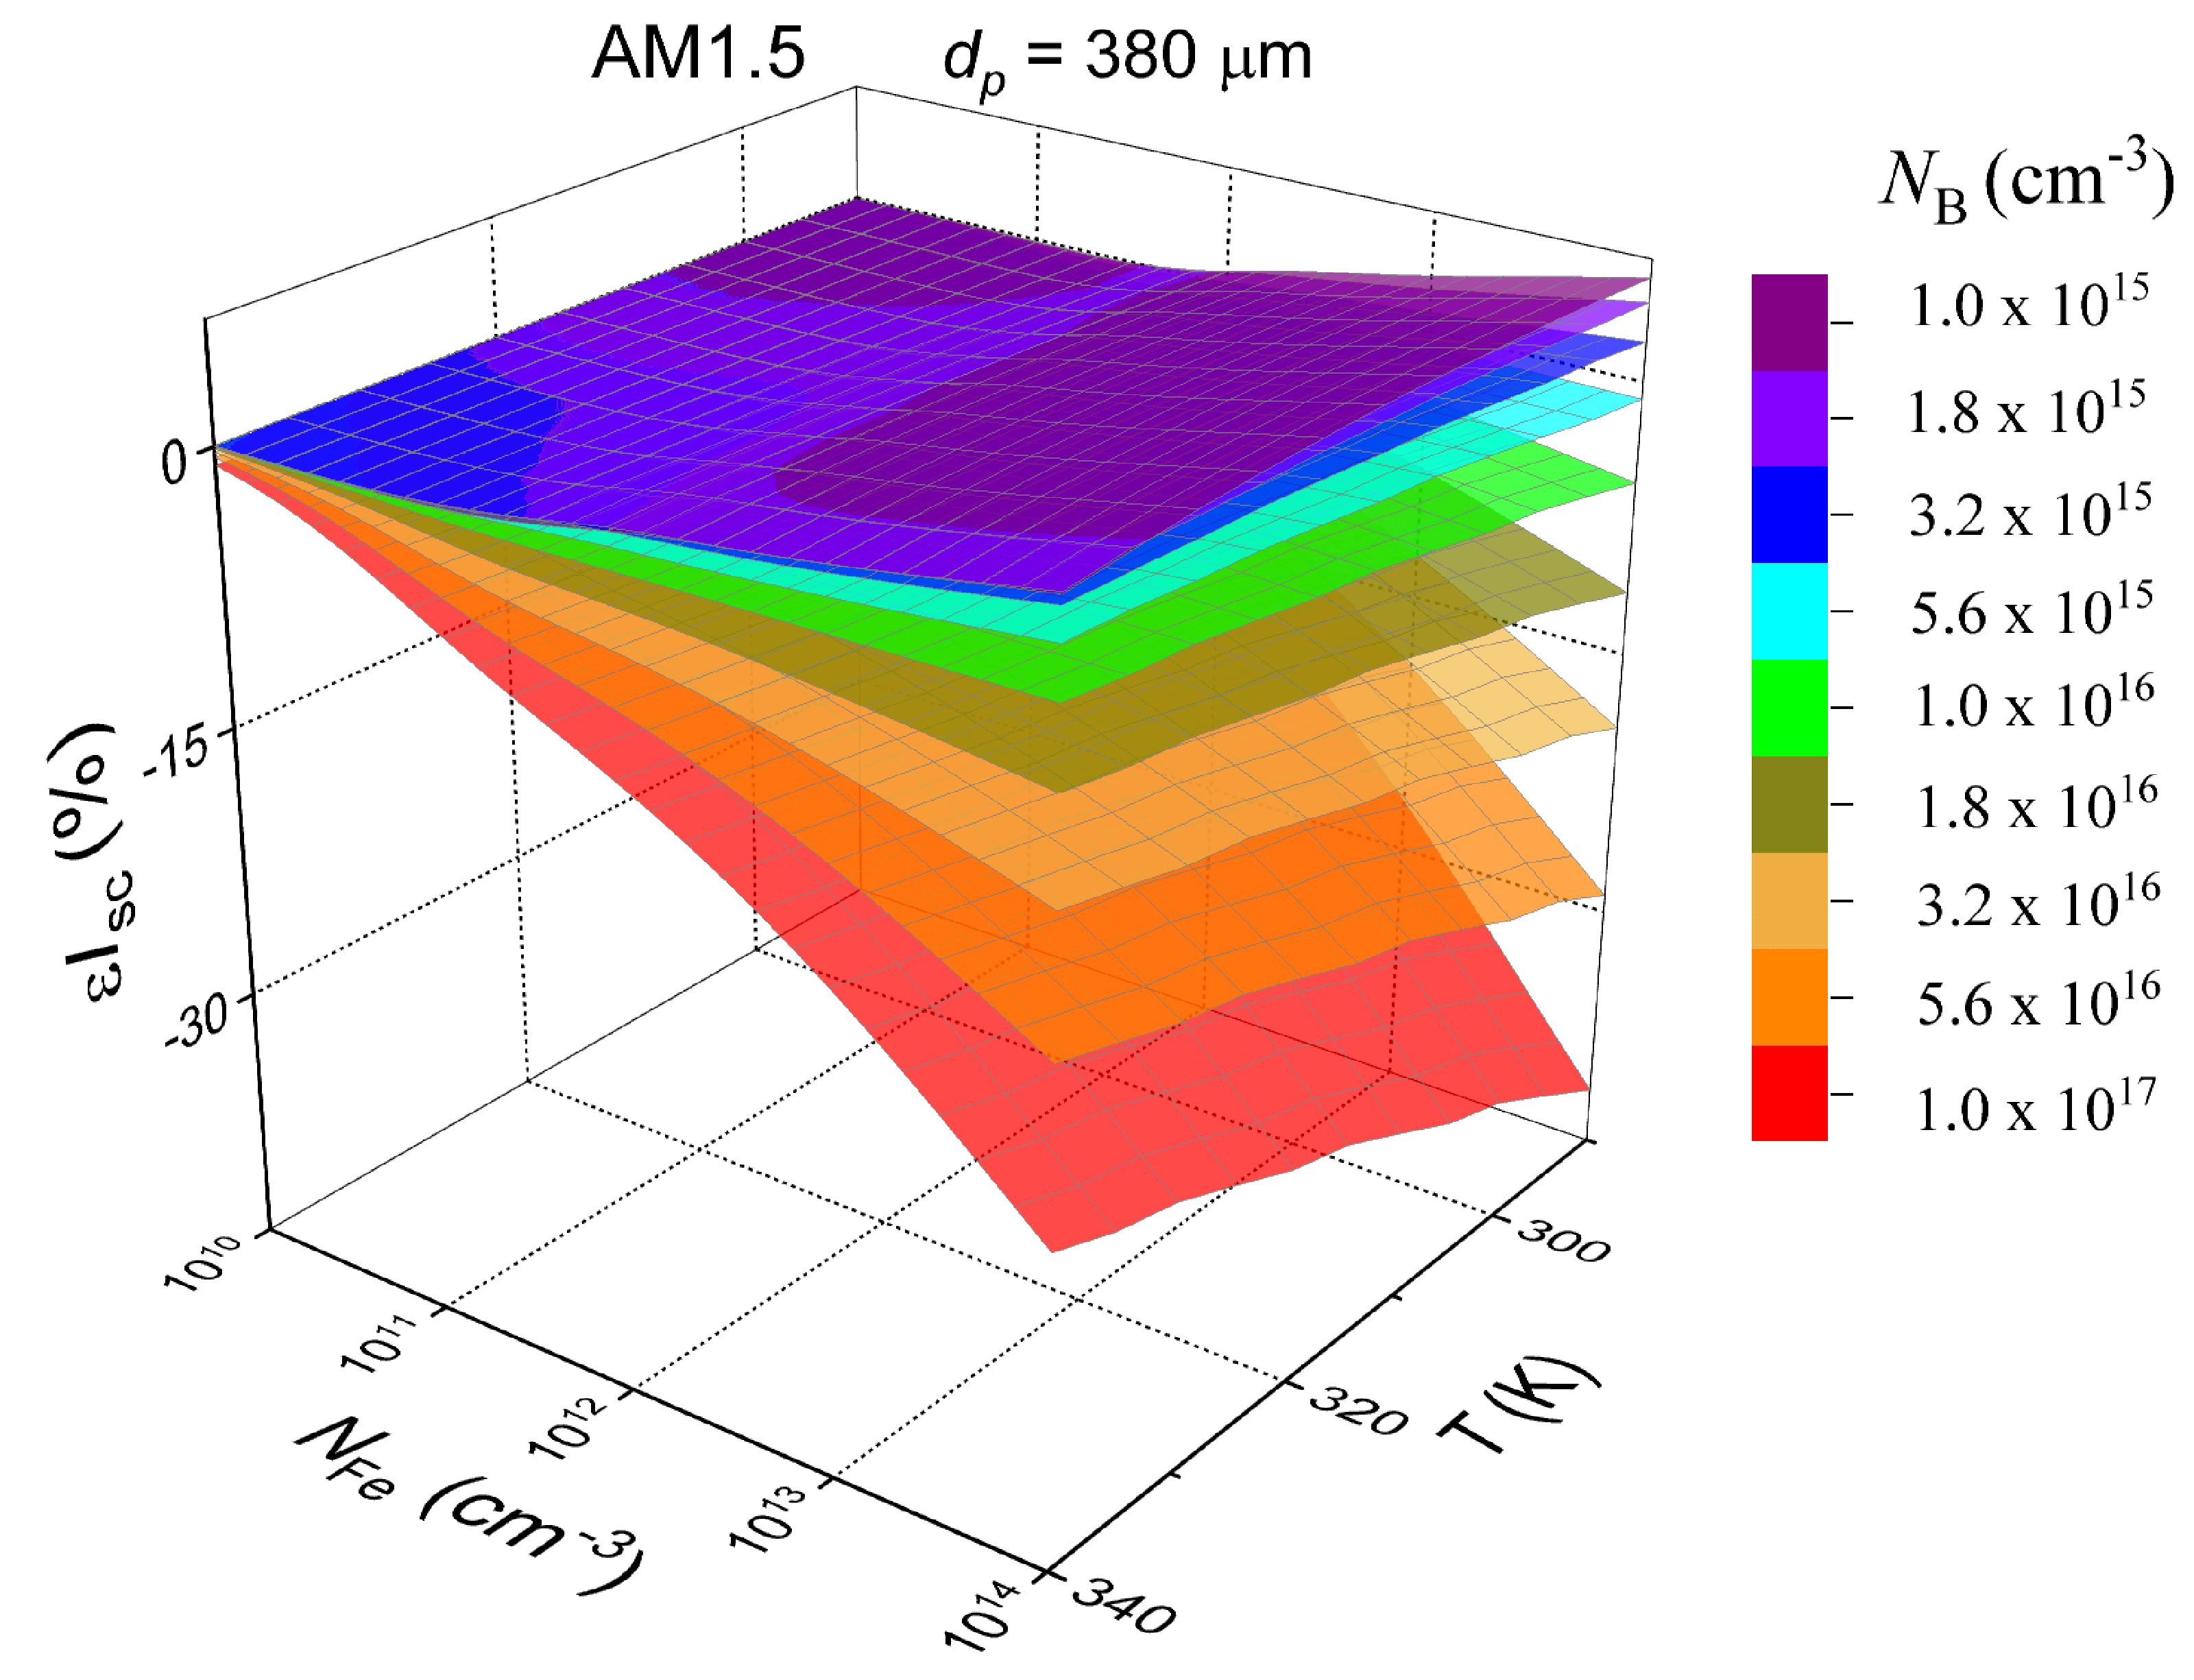 AM1.5 dp = 380 μm
NB (cm-3)
1.0 x 10^15
1.8 x 10^15
3.2 x 10^15
5.6 x 10^15
1.0 x 10^16
1.8 x 10^16
3.2 x 10^16
5.6 x 10^16
1.0 x 10^17
0
-15
-30
εISC (%)
10^10
10^11
10^12
10^13
10^14
NFe (cm-3)
300
320
340
T (K)